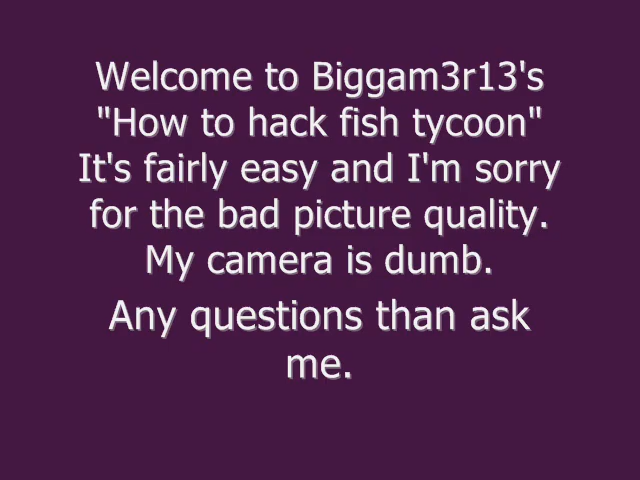 Welcome to Biggam3r13's
"How to hack fish tycoon"
It's fairly easy and I'm sorry
for the bad picture quality.
My camera is dumb.
Any questions than ask
me.